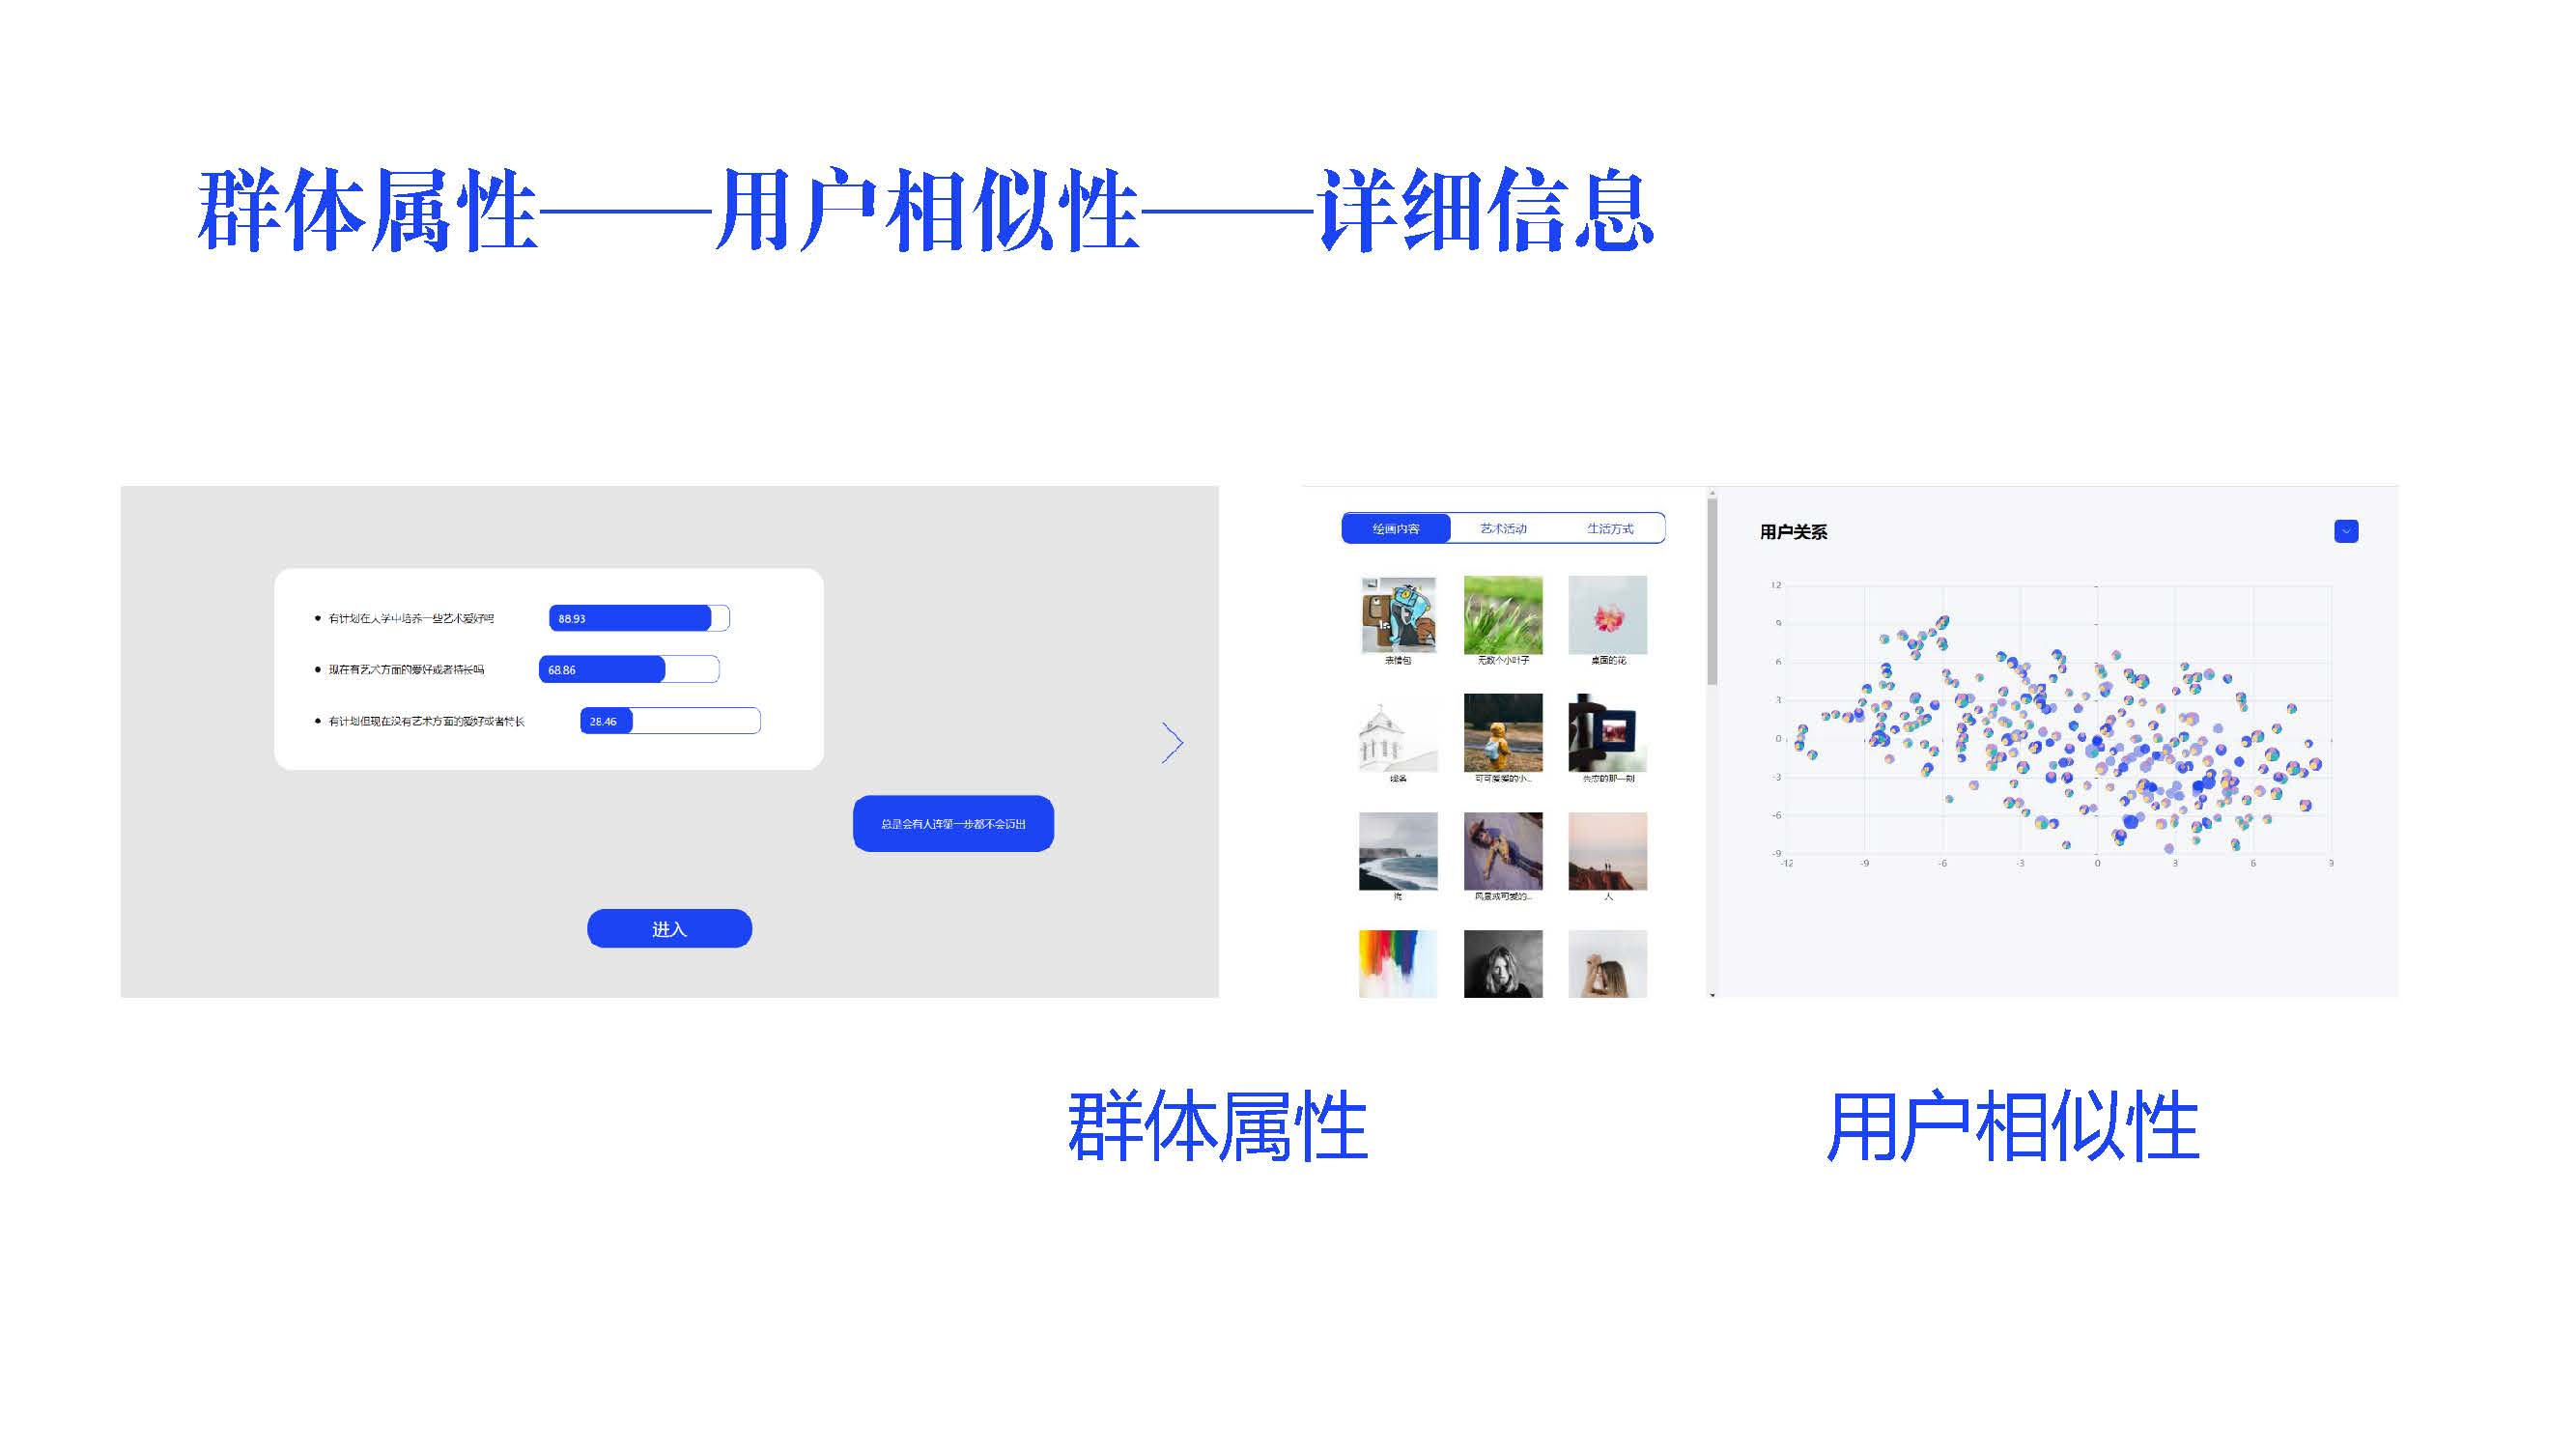 群体属性——用户相似性——详细信息
有计划在大学中培养一些艺术爱好吗
88.93
现在有艺术方面的爱好或者特长吗
68.86
有计划但现在没有艺术方面的爱好或者特长
28.46
总是会有人连第一步都不会迈出
进入
绘画内容 艺术活动 生活方式
表情包 无数个小叶子 桌面的花
线条 可可爱爱的小... 失恋的那一刻
海 风景或可爱的... 人
用户关系
12
9
6
3
0
-3
-6
-9
-12 -9 -6 -3 0 3 6 9
群体属性 用户相似性